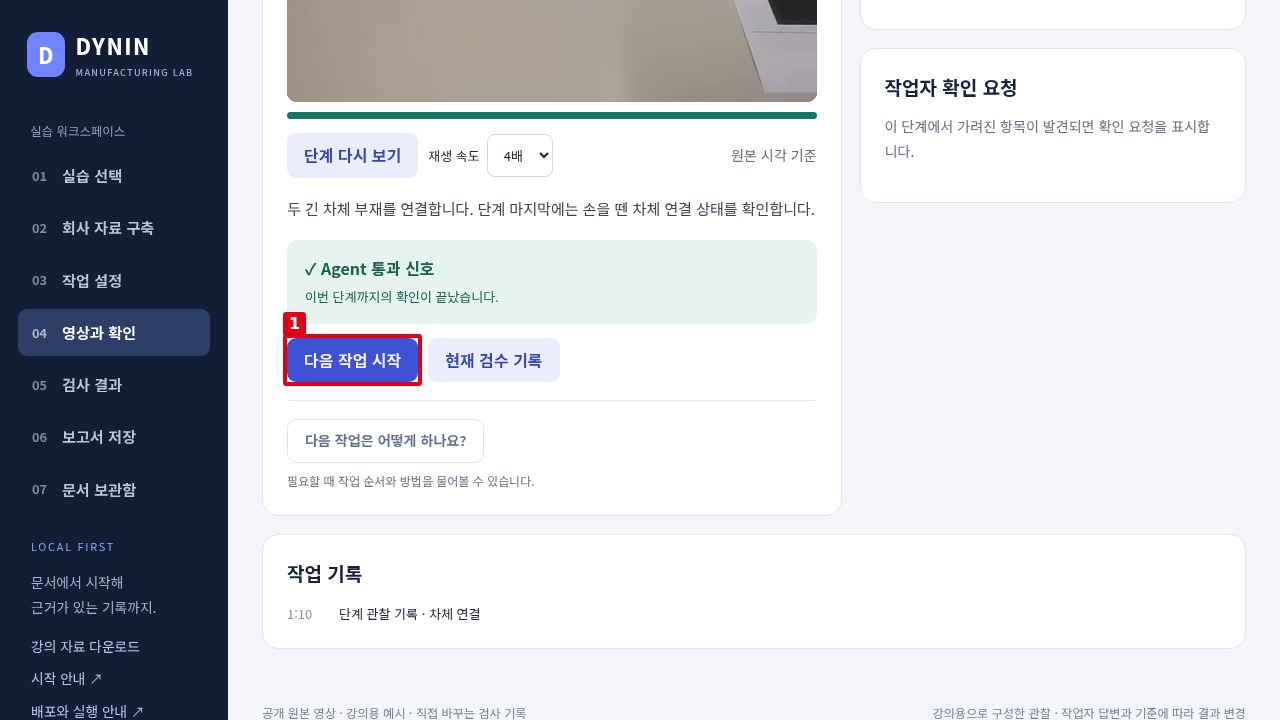 D
DYNIN
MANUFACTURING LAB
실습 워크스페이스
01 실습 선택
02 회사 자료 구축
03 작업 설정
04 영상과 확인
05 검사 결과
06 보고서 저장
07 문서 보관함
LOCAL FIRST
문서에서 시작해
근거가 있는 기록까지.
강의 자료 다운로드
시작 안내 ↗
배포와 실행 안내 ↗
단계 다시 보기 재생 속도 4배 원본 시각 기준
두 긴 차체 부재를 연결합니다. 단계 마지막에는 손을 뗀 차체 연결 상태를 확인합니다.
✓ Agent 통과 신호
이번 단계까지의 확인이 끝났습니다.
1
다음 작업 시작 현재 검수 기록
다음 작업은 어떻게 하나요?
필요할 때 작업 순서와 방법을 물어볼 수 있습니다.
작업자 확인 요청
이 단계에서 가려진 항목이 발견되면 확인 요청을 표시합
니다.
작업 기록
1:10 단계 관찰 기록 · 차체 연결
공개 원본 영상 · 강의용 예시 · 직접 바꾸는 검사 기록
강의용으로 구성한 관찰 · 작업자 답변과 기준에 따라 결과 변경